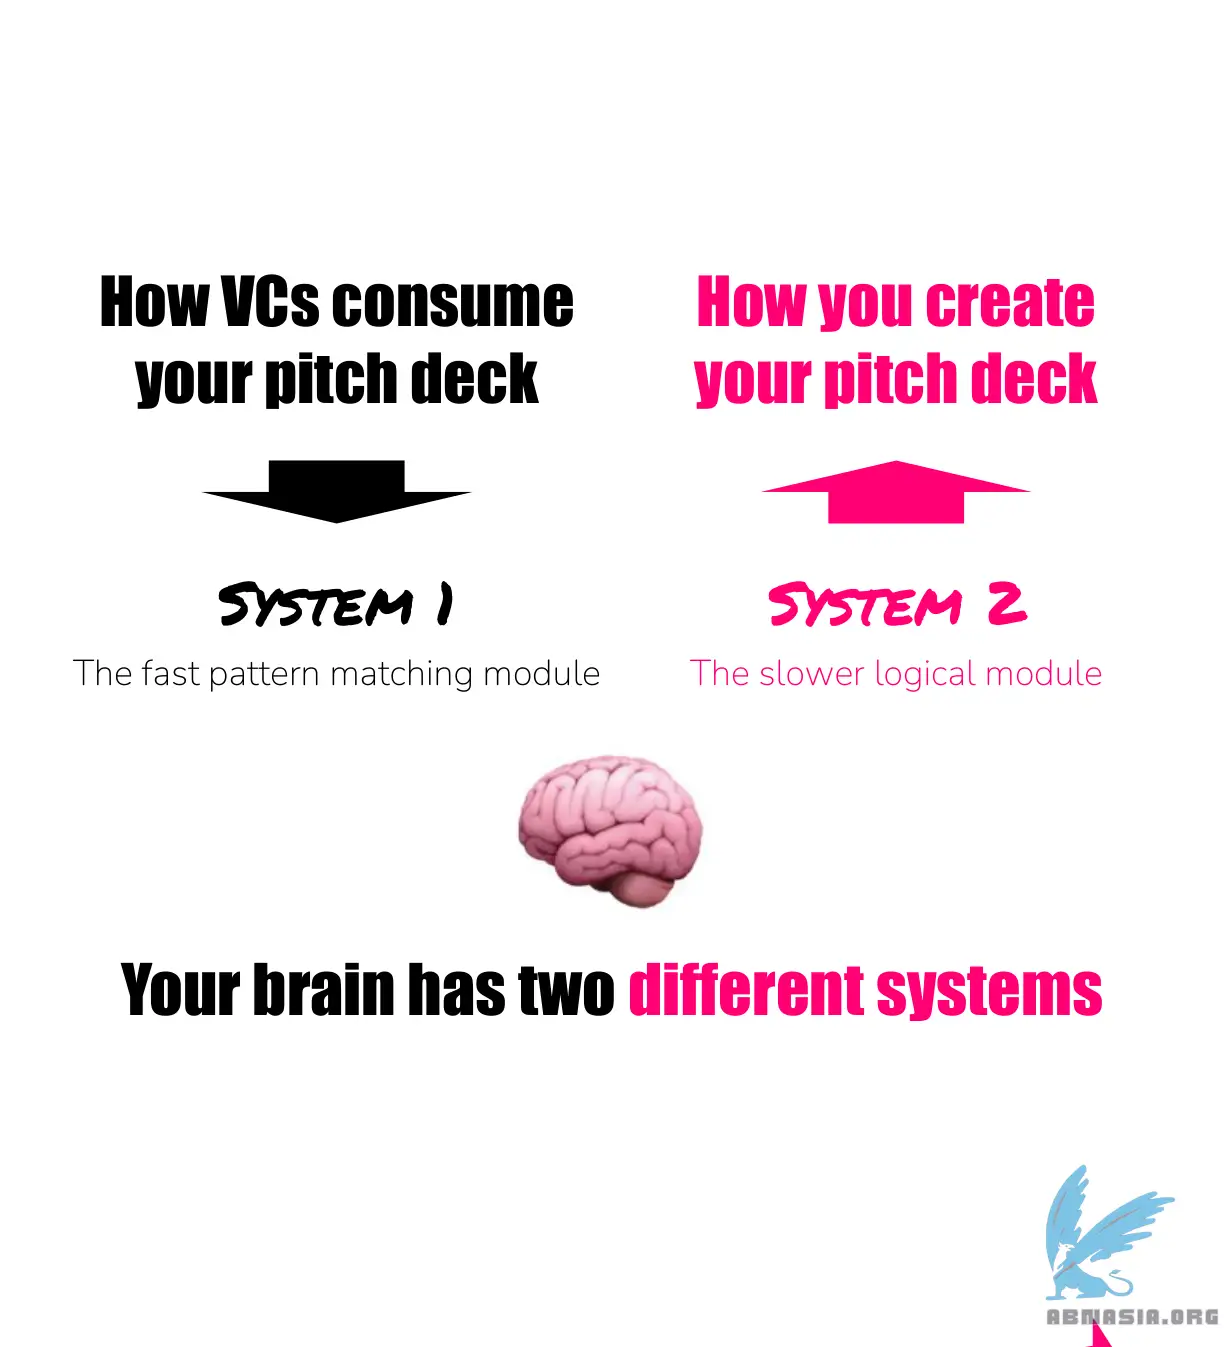 How VCs consume
your pitch deck
How you create
your pitch deck
System 1
The fast pattern matching module
System 2
The slower logical module
Your brain has two different systems
ABMASIA.ORG